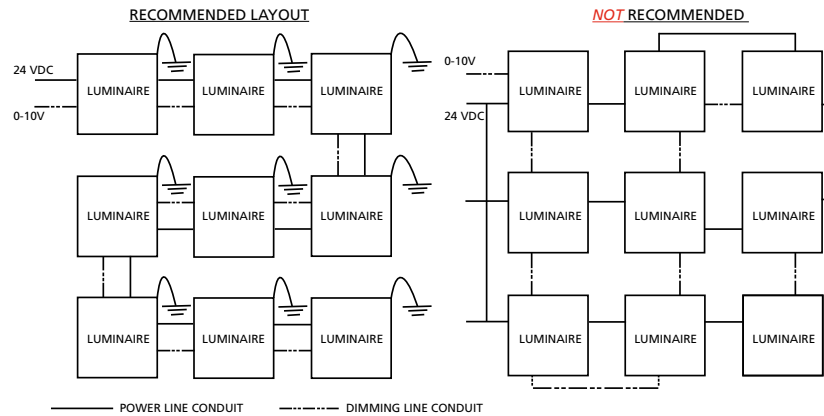 RECOMMENDED LAYOUT
24 VDC
0-10V
LUMINAIRE
LUMINAIRE
LUMINAIRE
LUMINAIRE
LUMINAIRE
LUMINAIRE
LUMINAIRE
LUMINAIRE
LUMINAIRE
NOT RECOMMENDED
0-10V
24 VDC
LUMINAIRE
LUMINAIRE
LUMINAIRE
LUMINAIRE
LUMINAIRE
LUMINAIRE
LUMINAIRE
LUMINAIRE
LUMINAIRE
POWER LINE CONDUIT
DIMMING LINE CONDUIT